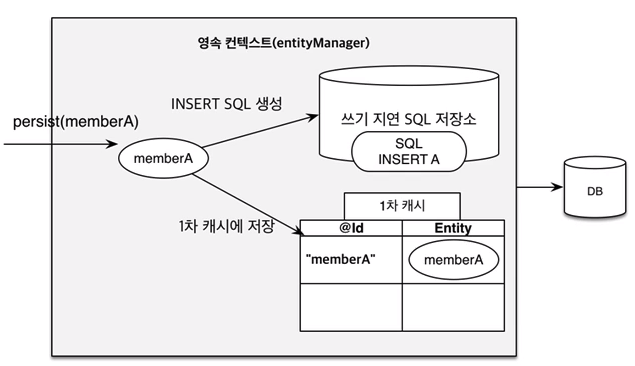 영속 컨텍스트(entityManager)
INSERT SQL 생성
쓰기 지연 SQL 저장소
persist(memberA)
SQL
INSERT A
memberA
DB
1차 캐시
1차 캐시에 저장
@Id
Entity
"memberA"
memberA